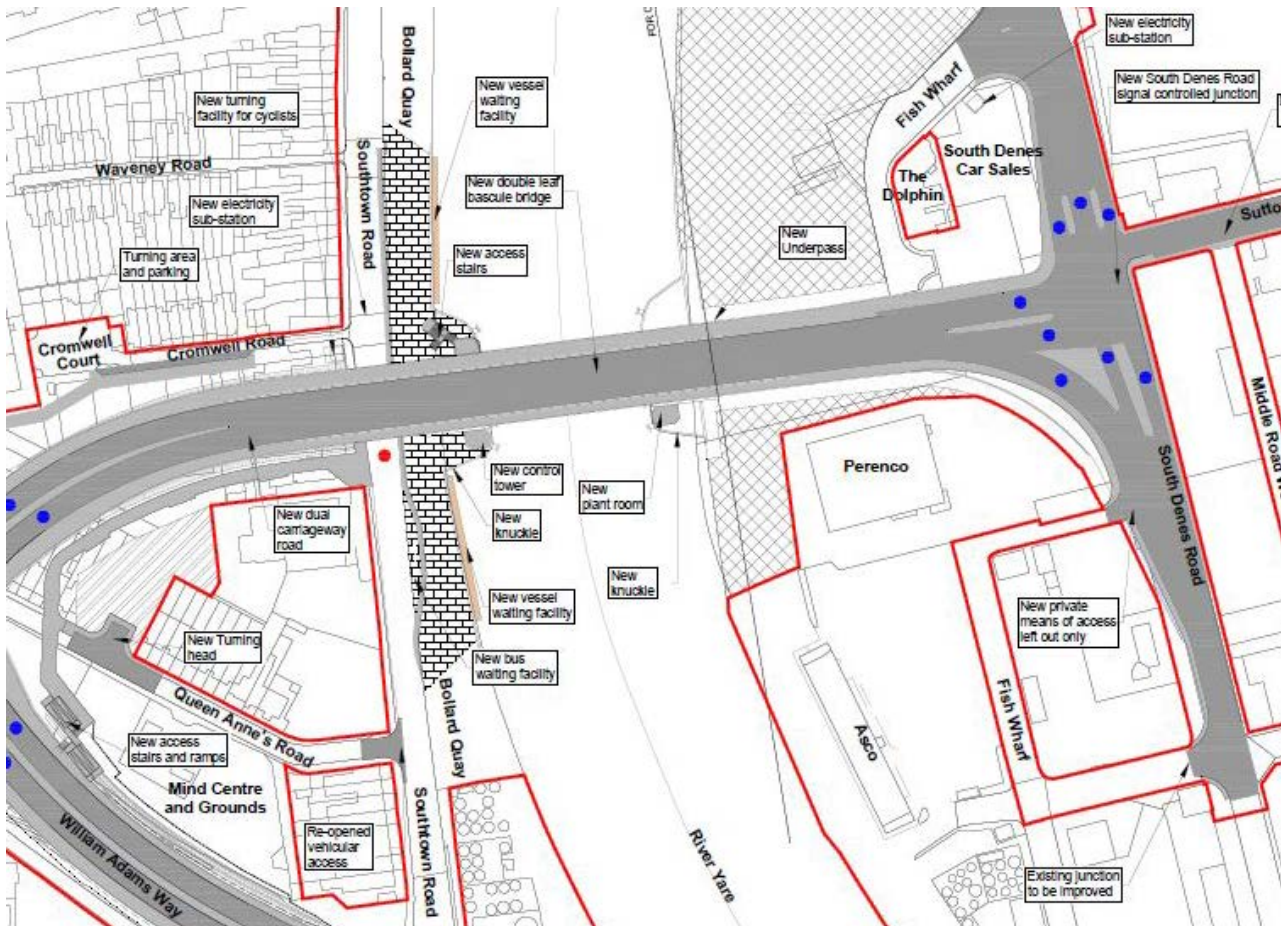 Bollard Quay
FOR
New electricity
sub-station
New vessel
waiting
facility
New turning
facility for cyclists
Fish Wharf
New South Denes Road
signal controlled junction
Waveney Road
Southtown Road
New double leaf
bascule bridge
South Denes
Car Sales
The
Dolphin
New electricity
sub-station
Sutto
New
Underpass
Turning area
and parking
New access
stairs
Cromwell
Court
Cromwell Road
Middle Road W
Perenco
New control
tower
New
plant room
New dual
carriageway
road
New
knuckle
South Denes Road
New
knuckle
New vessel
waiting facility
New private
means of access
left out only
New Turning
head
New bus
waiting facility
Queen Anne's Road
Bollard Quay
Fish Wharf
Asco
New access
stairs and ramps
Mind Centre
and Grounds
William Adams Way
Southtown Road
Re-opened
vehicular
access
River Yare
Existing junction
to be improved